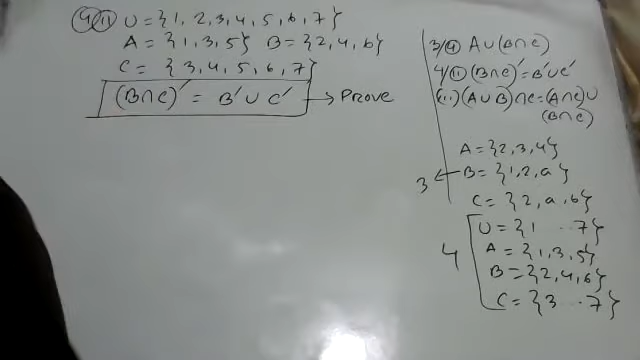 4(ii) U = {1, 2, 3, 4, 5, 6, 7}
A = {1, 3, 5} B = {2, 4, 6}
C = {3, 4, 5, 6, 7}
(B∩C)′ = B′ ∪ C′ → Prove
3/ A∪(B∩C)
4/(i) (B∩C)′ = B′∪C′
(ii) (A∪B)∩C = (A∩C)∪
(B∩C)
A = {2, 3, 4}
3 ← B = {1, 2, a}
C = {2, a, b}
U = {1 ... 7}
4 A = {1, 3, 5}
B = {2, 4, 6}
C = {3 ... 7}